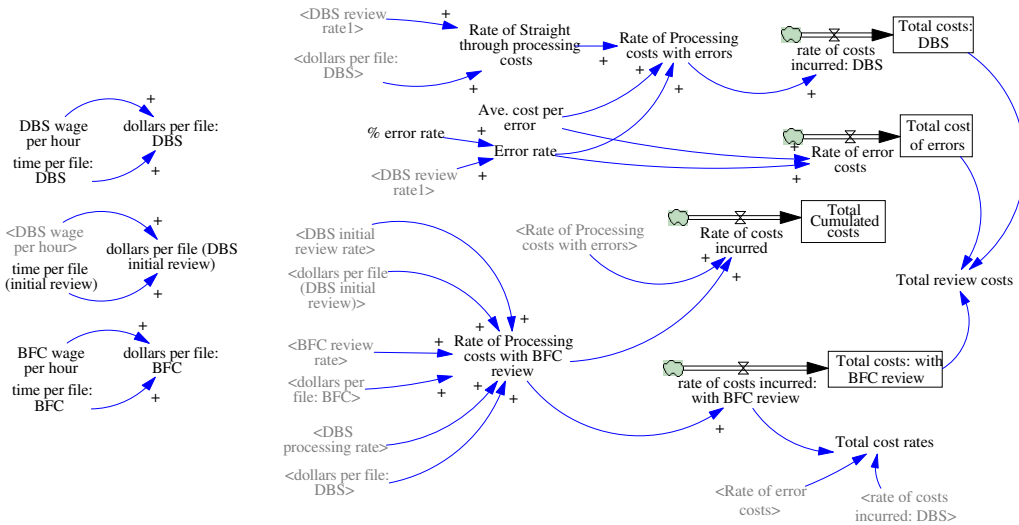 DBS wage
per hour
dollars per file:
DBS
time per file:
DBS
<DBS wage
per hour>
dollars per file (DBS
initial review)
time per file
(initial review)
BFC wage
per hour
dollars per file:
BFC
time per file:
BFC
<DBS review
rate1>
Rate of Straight
through processing
costs
<dollars per file:
DBS>
Rate of Processing
costs with errors
rate of costs
incurred: DBS
Total costs:
DBS
Ave. cost per
error
% error rate
Error rate
<DBS review
rate1>
Rate of error
costs
Total cost
of errors
<DBS initial
review rate>
<dollars per file
(DBS initial
review)>
<Rate of Processing
costs with errors>
Rate of costs
incurred
Total
Cumulated
costs
Total review costs
<BFC review
rate>
Rate of Processing
costs with BFC
review
<dollars per
file: BFC>
<DBS
processing rate>
<dollars per file:
DBS>
rate of costs incurred:
with BFC review
Total costs: with
BFC review
Total cost rates
<Rate of error
costs>
<rate of costs
incurred: DBS>